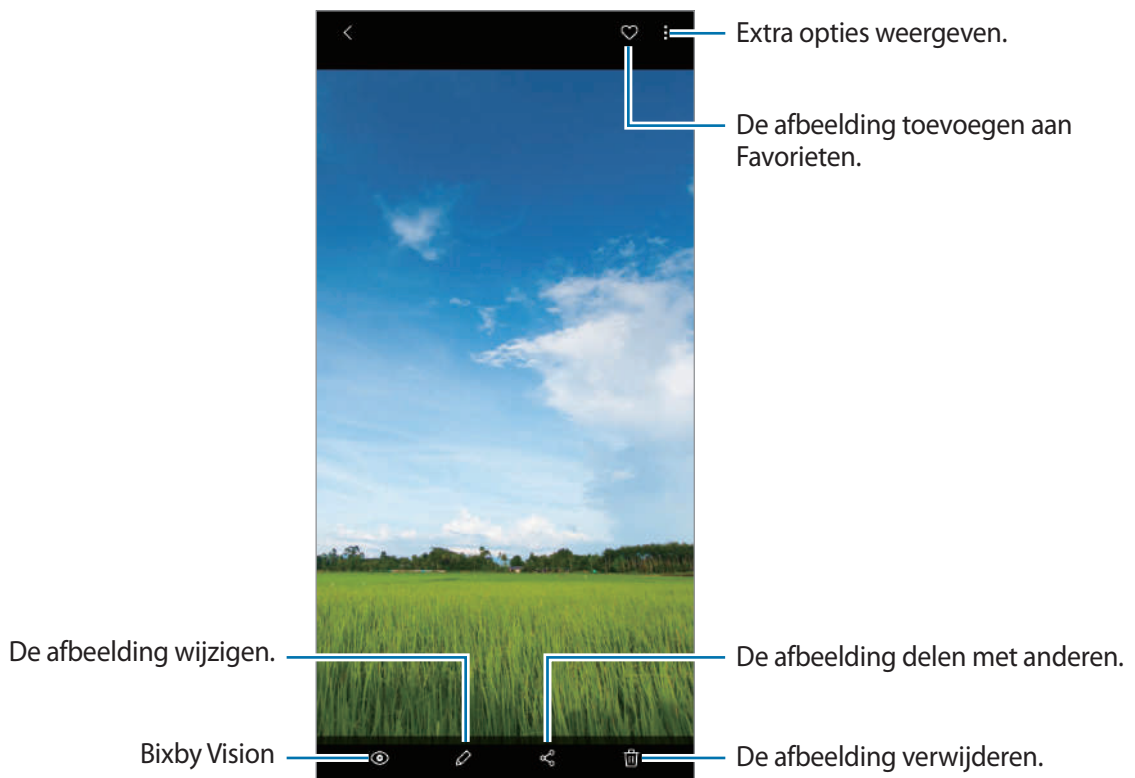 Extra opties weergeven.
De afbeelding toevoegen aan
Favorieten.
De afbeelding wijzigen.
De afbeelding delen met anderen.
Bixby Vision
De afbeelding verwijderen.